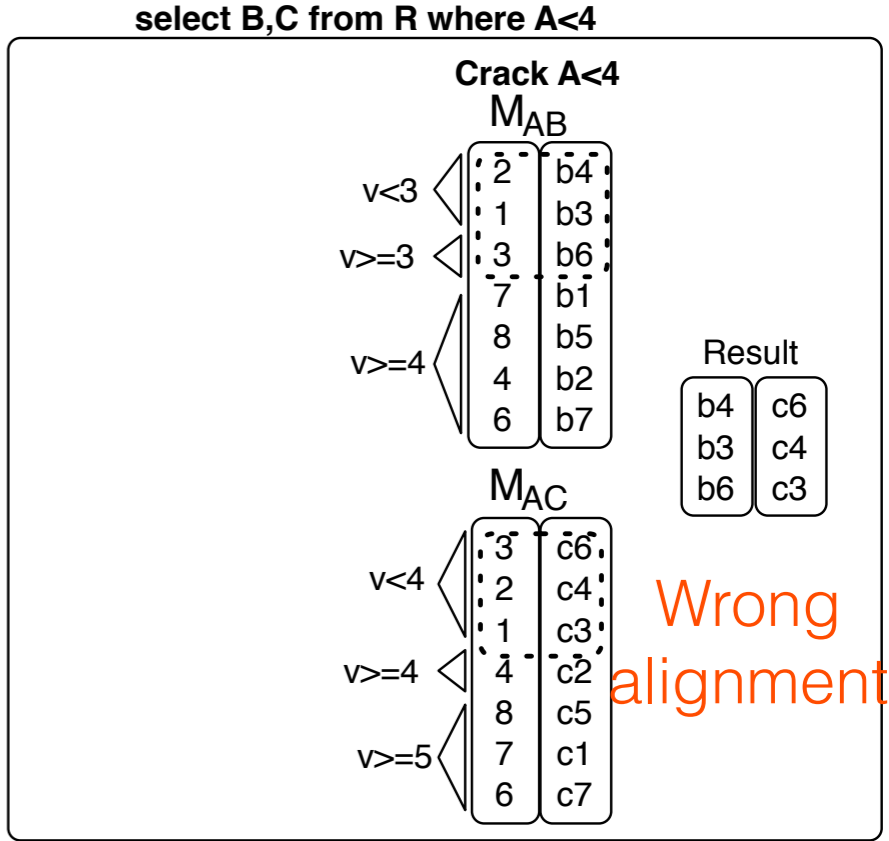 select B,C from R where A<4
Crack A<4
MAB
v<3
2 b4
1 b3
v>=3
3 b6
7 b1
v>=4
8 b5
4 b2
6 b7
Result
b4 c6
b3 c4
b6 c3
MAC
v<4
3 c6
2 c4
1 c3
v>=4
4 c2
8 c5
v>=5
7 c1
6 c7
Wrong
alignment